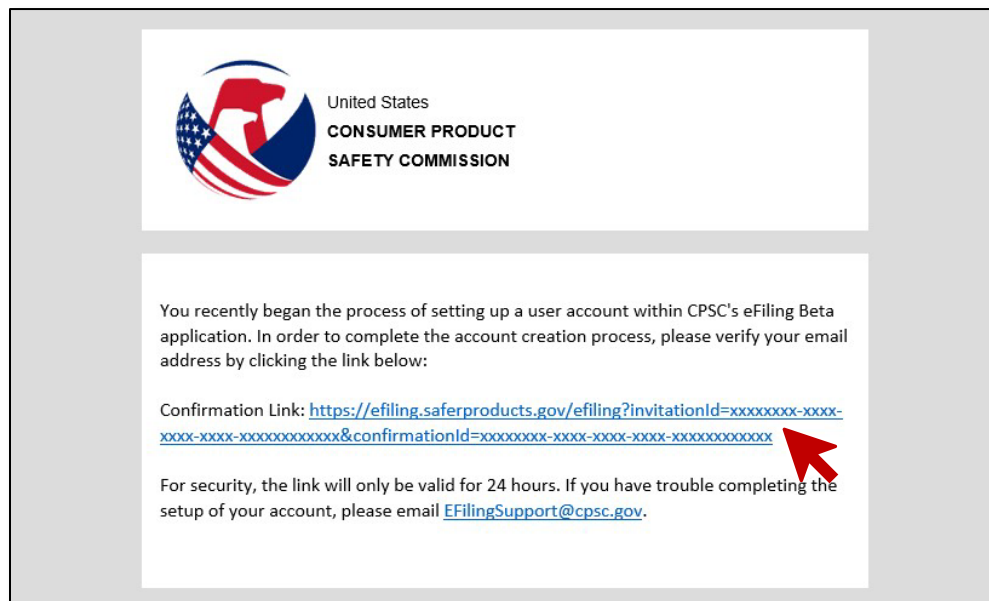 United States
CONSUMER PRODUCT
SAFETY COMMISSION
You recently began the process of setting up a user account within CPSC's eFiling Beta
application. In order to complete the account creation process, please verify your email
address by clicking the link below:
Confirmation Link: https://efiling.saferproducts.gov/efiling?invitationId=xxxxxxxx-xxxx-
xxxx-xxxx-xxxxxxxxxxxx&confirmationId=xxxxxxxx-xxxx-xxxx-xxxx-xxxxxxxxxxxx
For security, the link will only be valid for 24 hours. If you have trouble completing the
setup of your account, please email EFilingSupport@cpsc.gov.